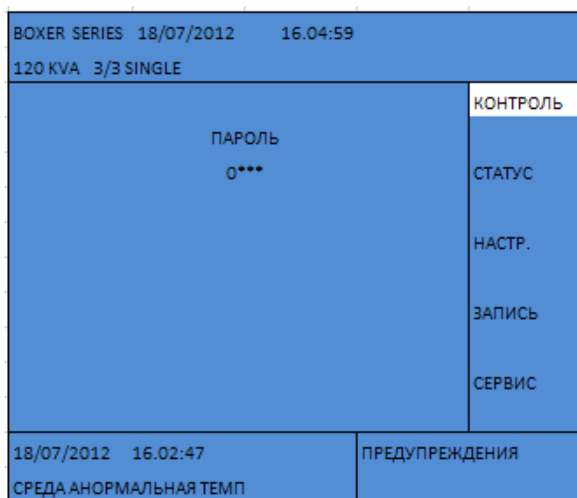 BOXER SERIES 18/07/2012 16.04:59
120 KVA 3/3 SINGLE
КОНТРОЛЬ
ПАРОЛЬ
0***
СТАТУС
НАСТР.
ЗАПИСЬ
СЕРВИС
18/07/2012 16.02:47
ПРЕДУПРЕЖДЕНИЯ
СРЕДА АНОРМАЛЬНАЯ ТЕМП